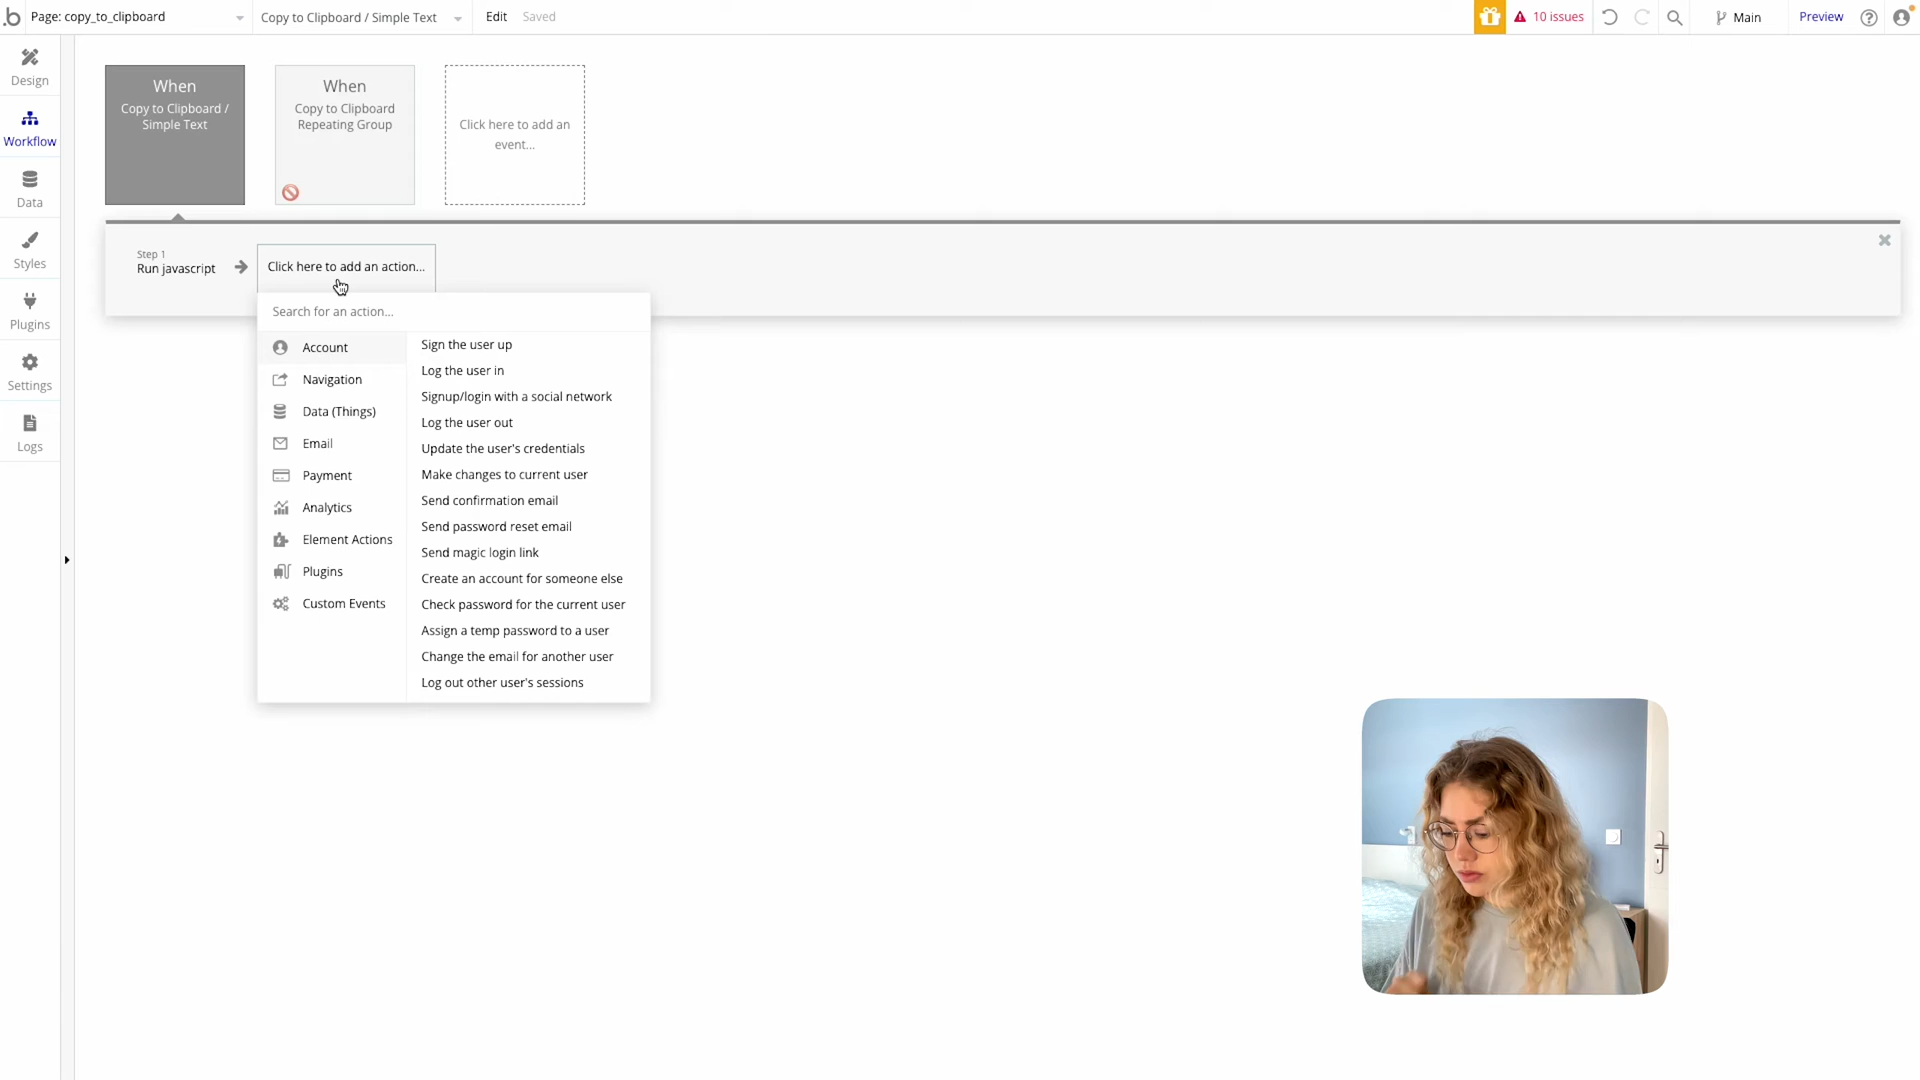 Page: copy_to_clipboard
Copy to Clipboard / Simple Text
Edit
Saved
10 issues
Main
Preview
Design
Workflow
Data
Styles
Plugins
Settings
Logs
When
Copy to Clipboard /
Simple Text
When
Copy to Clipboard
Repeating Group
Click here to add an
event...
Step 1
Run javascript
Click here to add an action...
Search for an action...
Account
Navigation
Data (Things)
Email
Payment
Analytics
Element Actions
Plugins
Custom Events
Sign the user up
Log the user in
Signup/login with a social network
Log the user out
Update the user's credentials
Make changes to current user
Send confirmation email
Send password reset email
Send magic login link
Create an account for someone else
Check password for the current user
Assign a temp password to a user
Change the email for another user
Log out other user's sessions